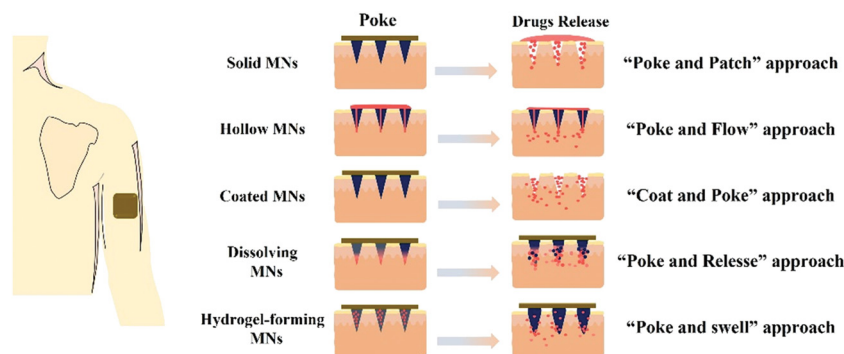 Poke
Drugs Release
Solid MNs
"Poke and Patch" approach
Hollow MNs
"Poke and Flow" approach
Coated MNs
"Coat and Poke" approach
Dissolving
MNs
"Poke and Relesse" approach
Hydrogel-forming
MNs
"Poke and swell" approach